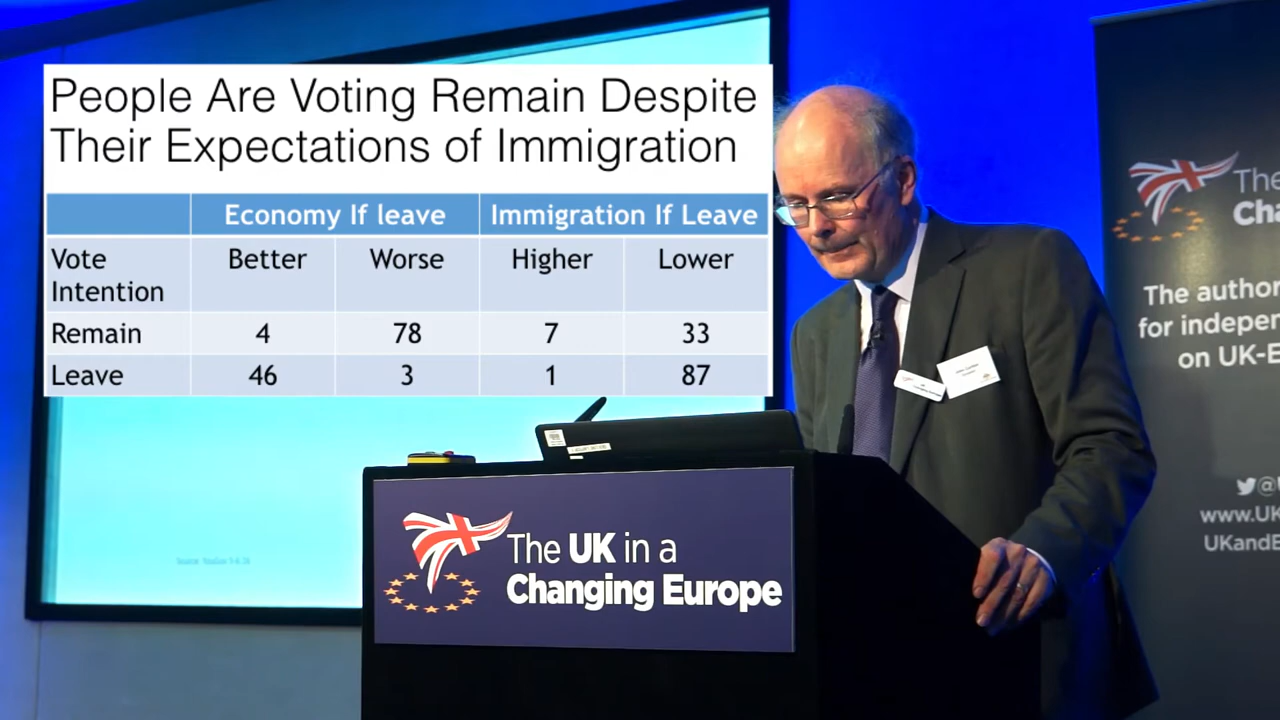 People Are Voting Remain Despite
Their Expectations of Immigration
Economy If leave Immigration If Leave
Vote Intention Better Worse Higher Lower
Remain 4 78 7 33
Leave 46 3 1 87
The UK in a
Changing Europe
The
Cha
The author
for indepen
on UK-E
www.UK
UKandE